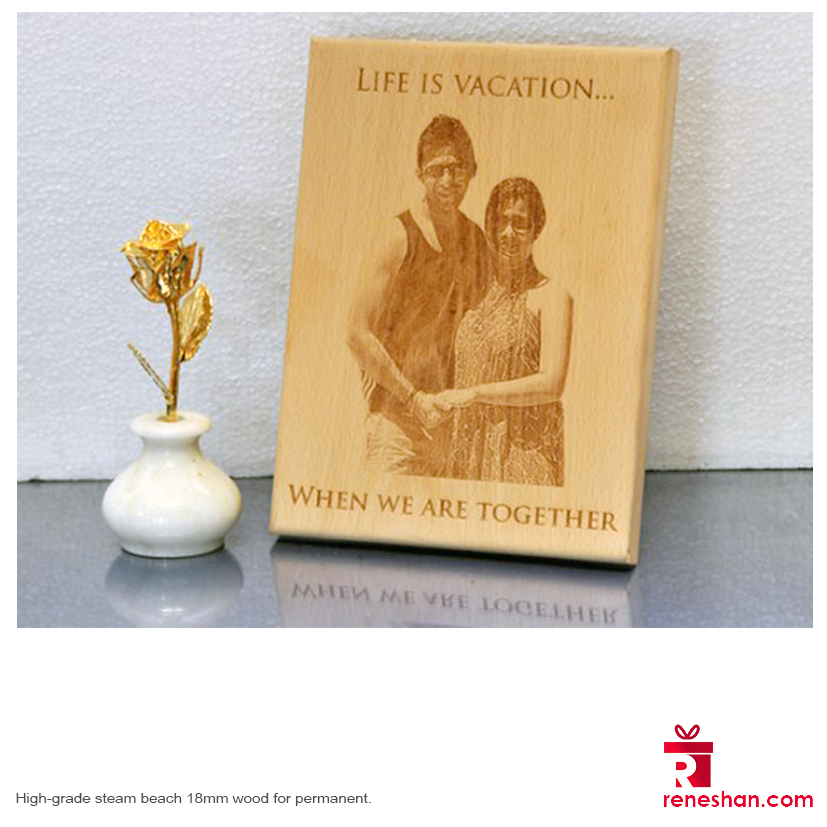 LIFE IS VACATION...
WHEN WE ARE TOGETHER
WHEN WE ARE TOGETHER
High-grade steam beach 18mm wood for permanent.
R
reneshan.com